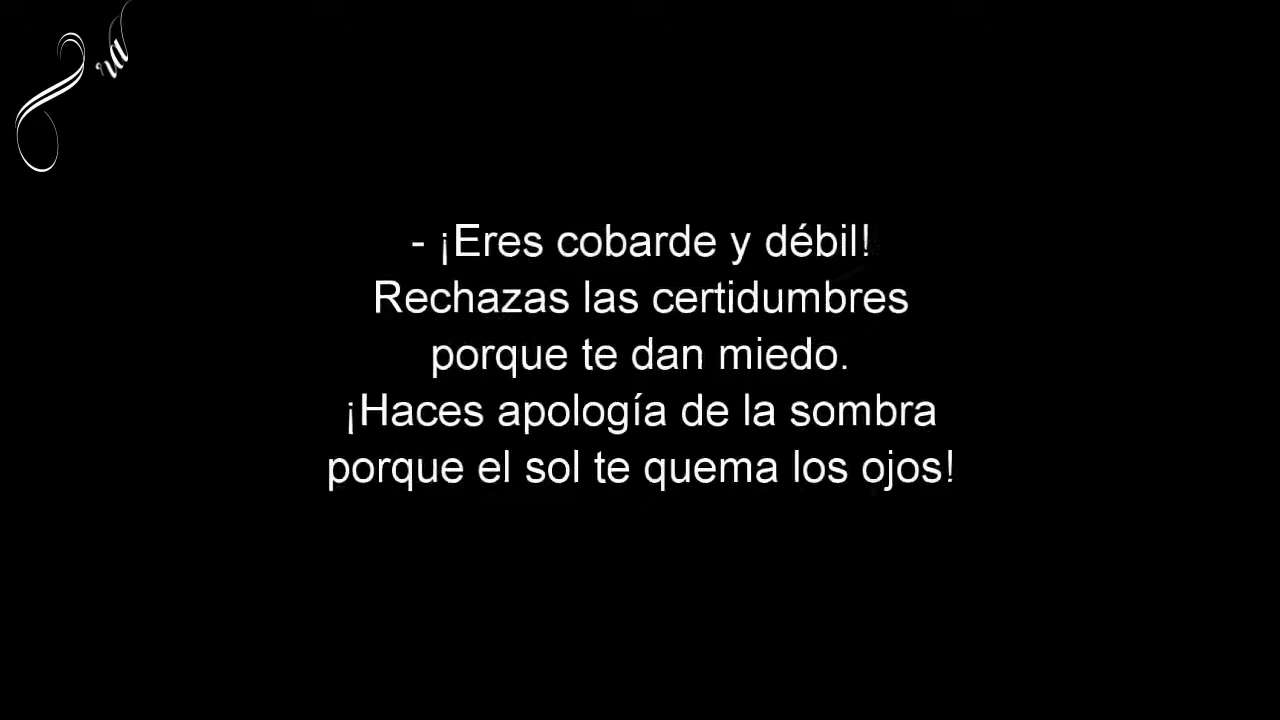 - ¡Eres cobarde y débil!
Rechazas las certidumbres
porque te dan miedo.
¡Haces apología de la sombra
porque el sol te quema los ojos!